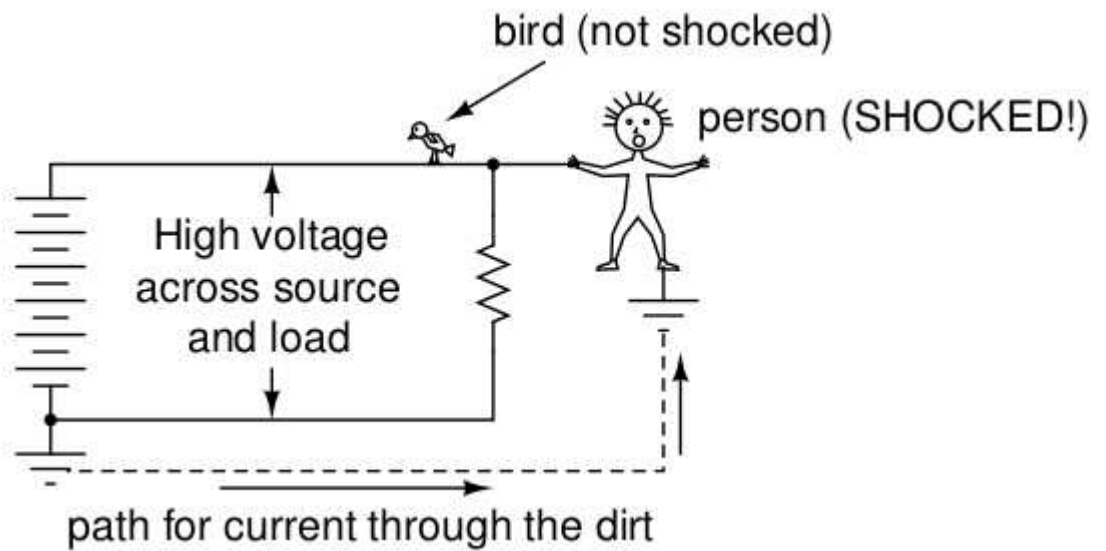 bird (not shocked)
person (SHOCKED!)
High voltage
across source
and load
path for current through the dirt